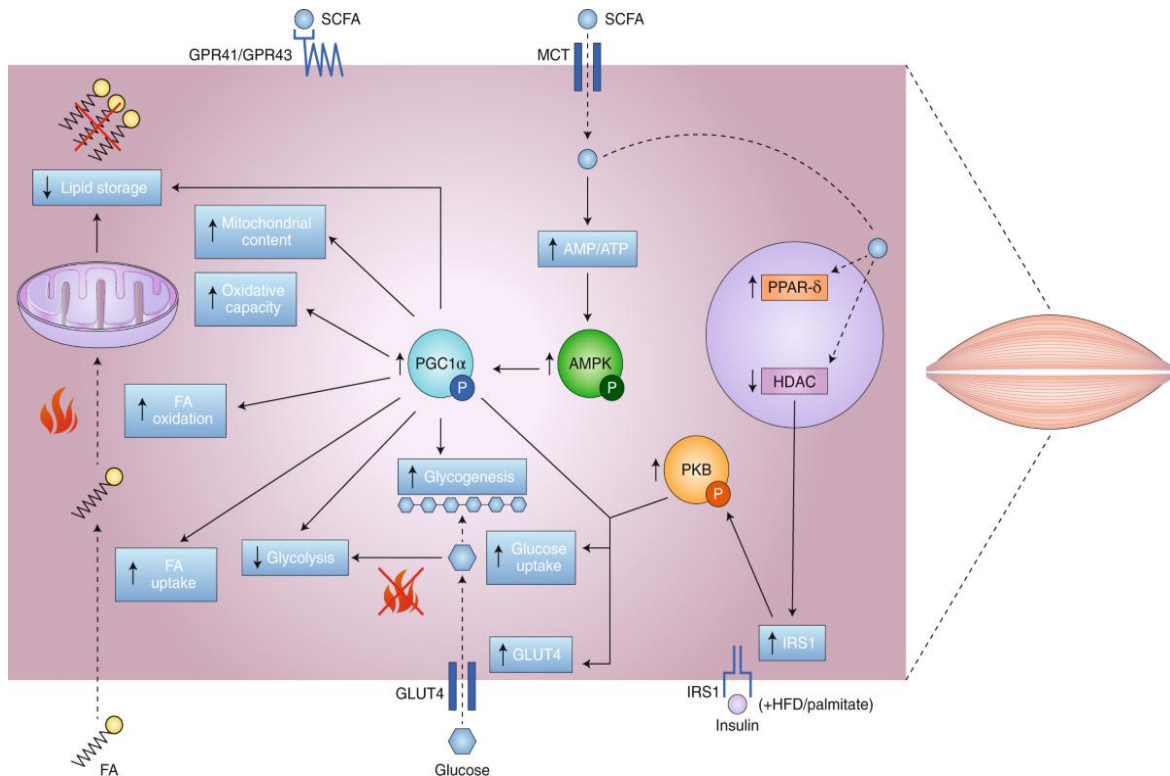 SCFA
SCFA
GPR41/GPR43
MCT
↓ Lipid storage
↑ Mitochondrial
content
↑ AMP/ATP
↑ Oxidative
capacity
↑ PPAR-δ
↑ PGC1α
P
↑ AMPK
P
↓ HDAC
↑ FA
oxidation
↑ Glycogenesis
↑ PKB
P
↑ FA
uptake
↓ Glycolysis
↑ Glucose
uptake
↑ IRS1
↑ GLUT4
GLUT4
IRS1
(+HFD/palmitate)
Insulin
FA
Glucose